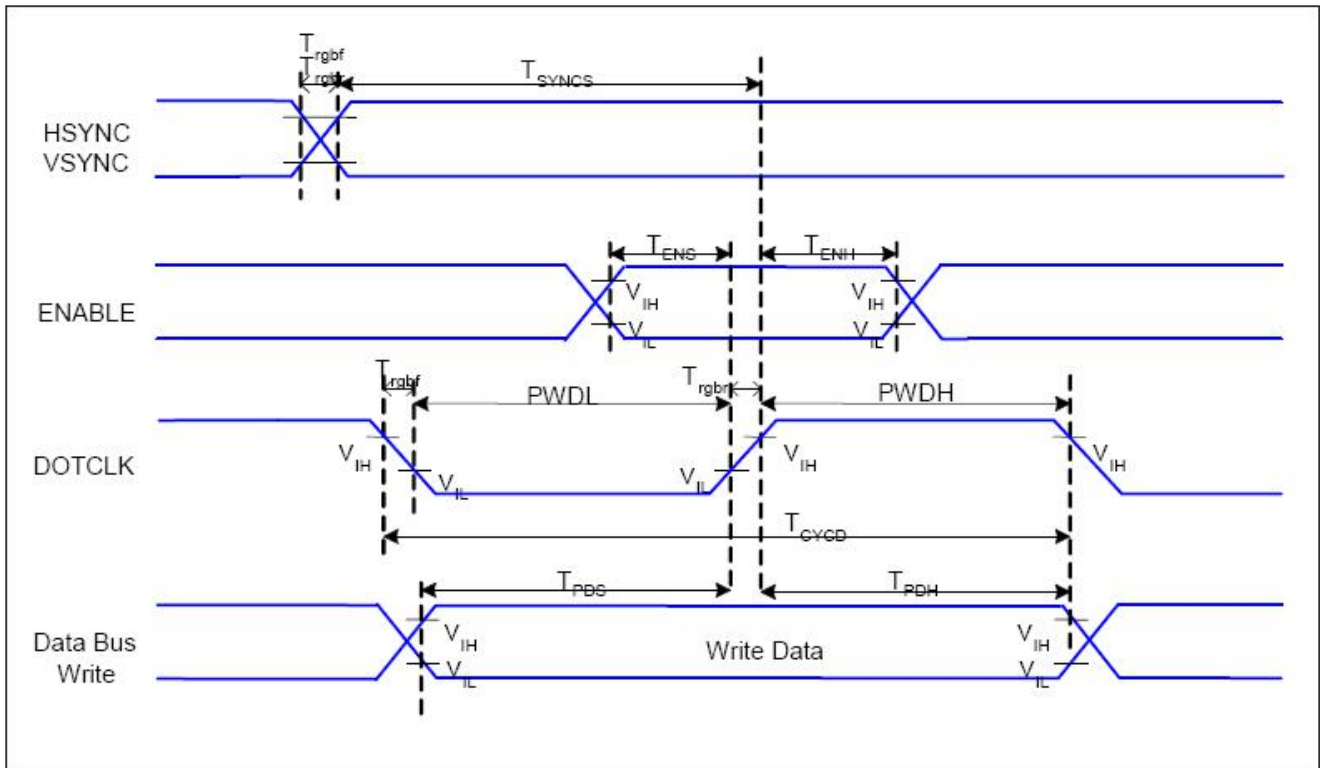 Trgbf
Trgbr
TSYNCS
HSYNC
VSYNC
TENS
TENH
VIH
VIH
ENABLE
VIL
VIL
Trgbf
Trgbr
PWDL
PWDH
VIH
VIH
VIH
DOTCLK
VIL
VIL
TCYCD
TPDS
TPDH
Data Bus
Write
VIH
Write Data
VIH
VIL
VIL